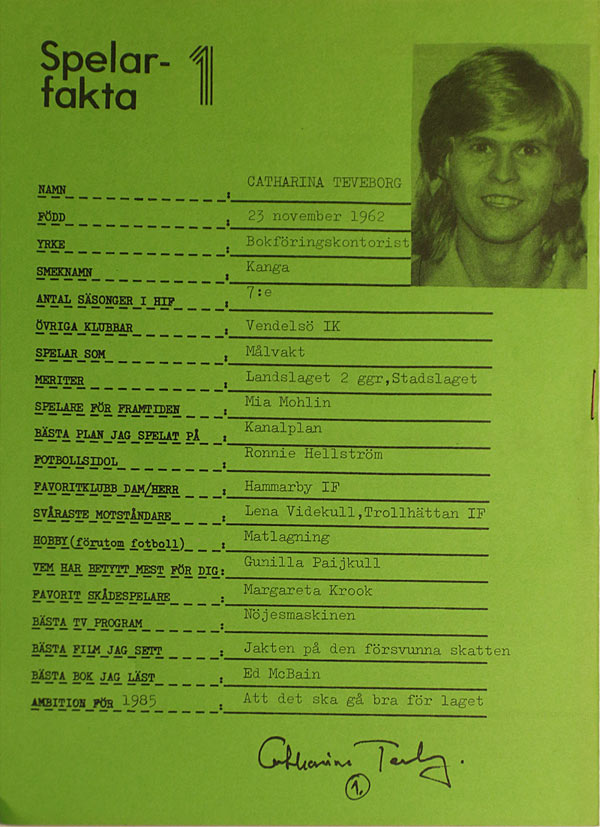 Spelar-
fakta 1
NAMN : CATHARINA TEVEBORG
FÖDD : 23 november 1962
YRKE : Bokföringskontorist
SMEKNAMN : Kanga
ANTAL SÄSONGER I HIF : 7:e
ÖVRIGA KLUBBAR : Vendelsö IK
SPELAR SOM : Målvakt
MERITER : Landslaget 2 ggr,Stadslaget
SPELARE FÖR FRAMTIDEN : Mia Mohlin
BÄSTA PLAN JAG SPELAT PÅ : Kanalplan
FOTBOLLSIDOL : Ronnie Hellström
FAVORITKLUBB DAM/HERR : Hammarby IF
SVÅRASTE MOTSTÅNDARE : Lena Videkull,Trollhättan IF
HOBBY(förutom fotboll) : Matlagning
VEM HAR BETYTT MEST FÖR DIG: Gunilla Paijkull
FAVORIT SKÅDESPELARE : Margareta Krook
BÄSTA TV PROGRAM : Nöjesmaskinen
BÄSTA FILM JAG SETT : Jakten på den försvunna skatten
BÄSTA BOK JAG LÄST : Ed McBain
AMBITION FÖR 1985 : Att det ska gå bra för laget
1.